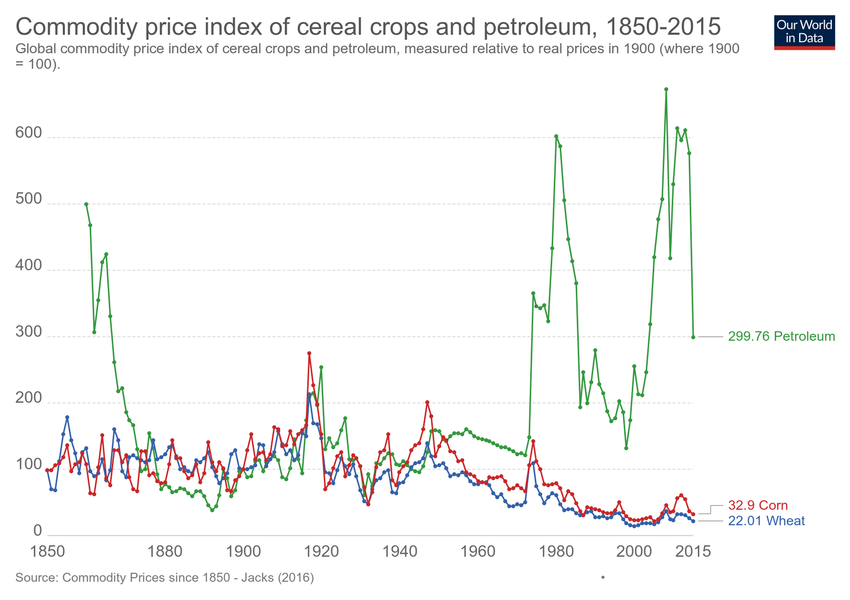 Commodity price index of cereal crops and petroleum, 1850-2015
Our World
in Data
Global commodity price index of cereal crops and petroleum, measured relative to real prices in 1900 (where 1900
= 100).
600
500
400
300
200
100
0
299.76 Petroleum
32.9 Corn
22.01 Wheat
1850
1880
1900
1920
1940
1960
1980
2000
2015
Source: Commodity Prices since 1850 - Jacks (2016)